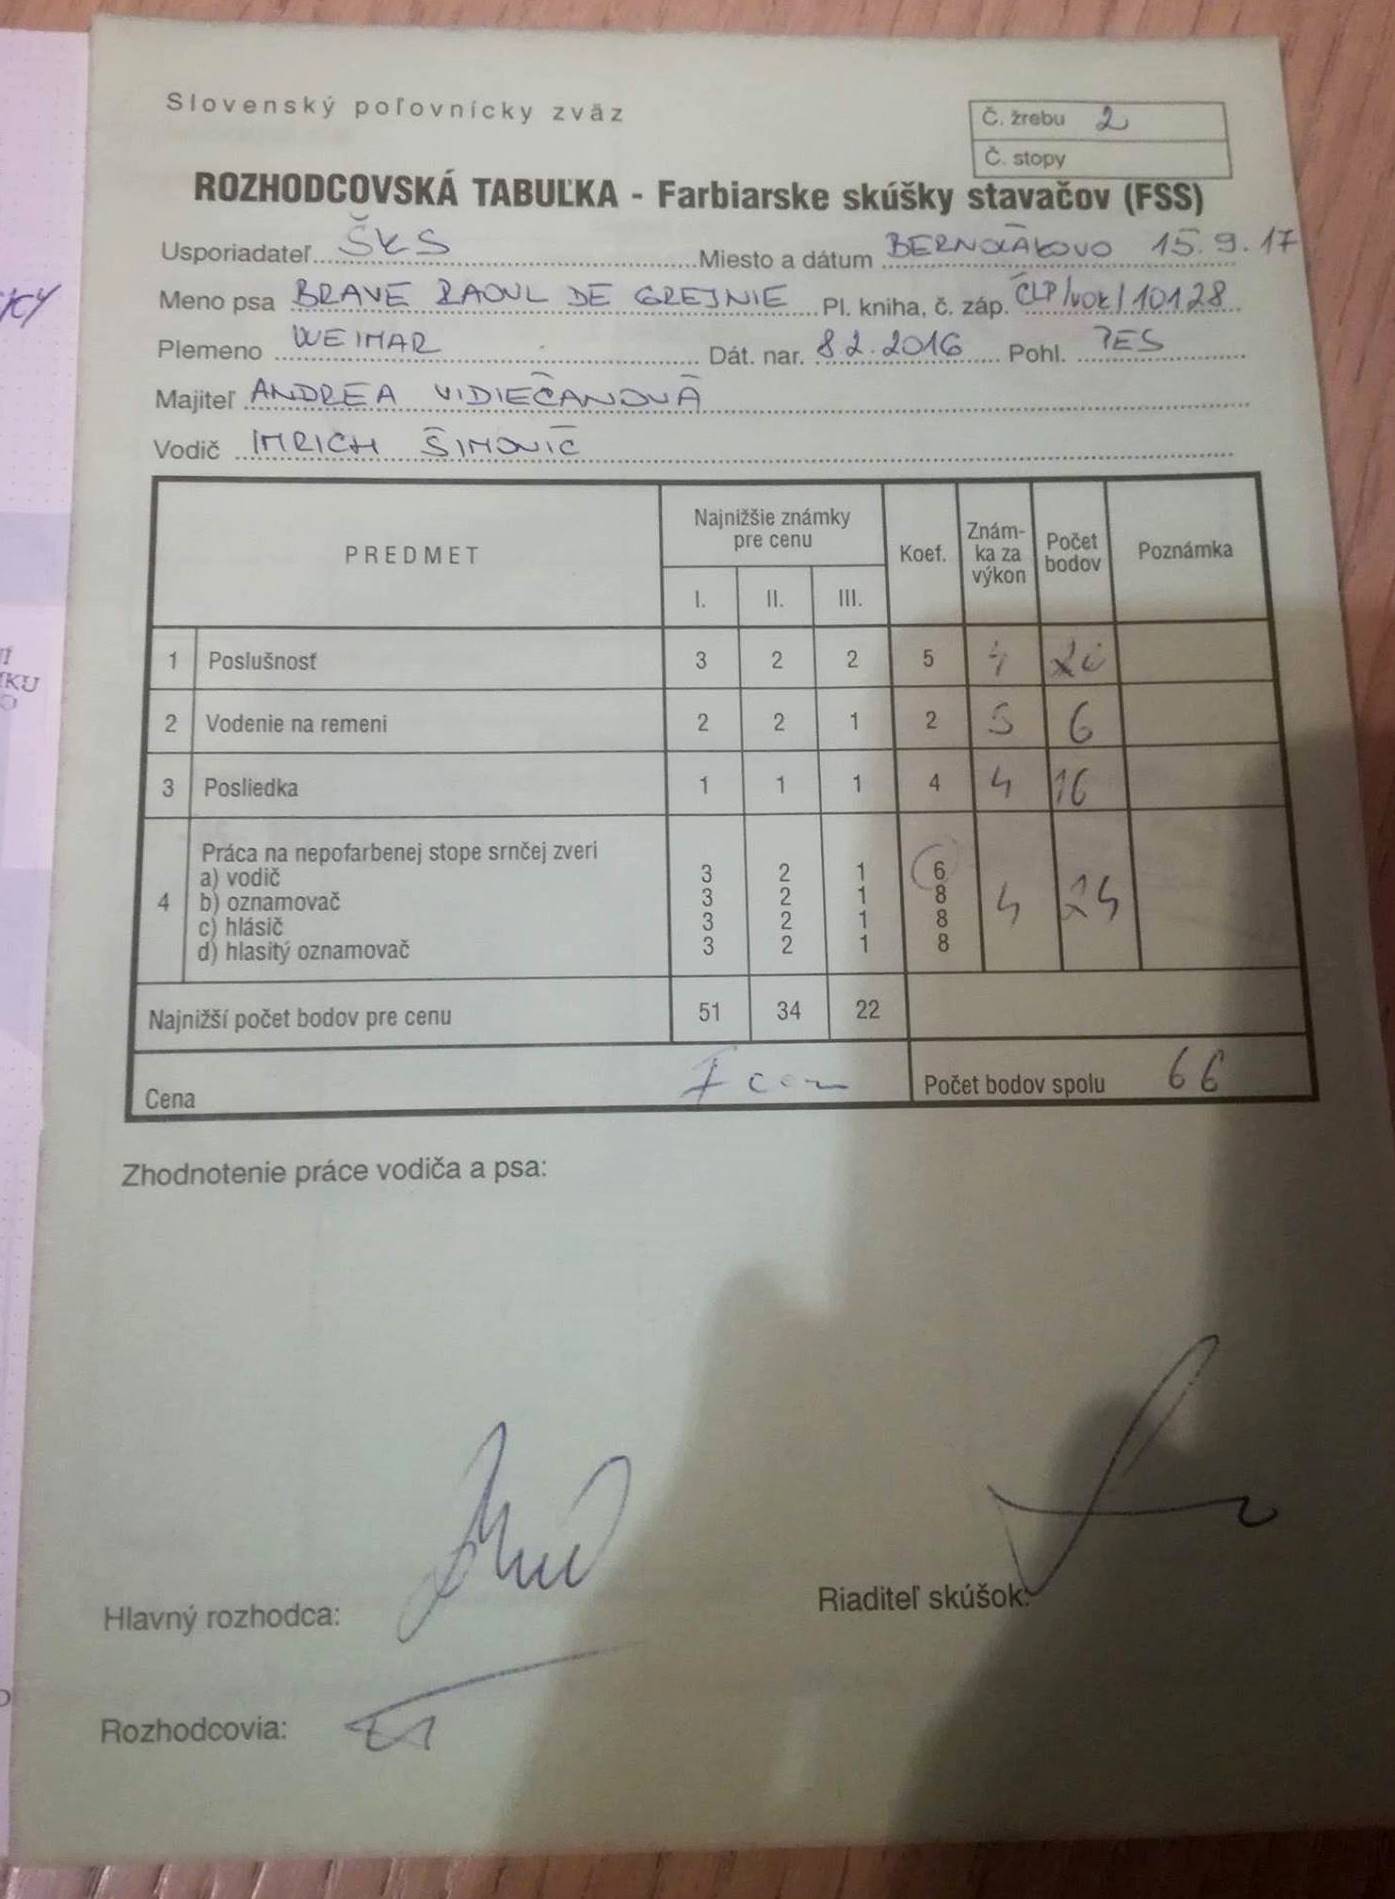 Slovenský poľovnícky zväz
Č. žrebu 2
Č. stopy
ROZHODCOVSKÁ TABUĽKA - Farbiarske skúšky stavačov (FSS)
Usporiadateľ ŠKS Miesto a dátum BERNOLÁKOVO 15.9.17
Meno psa BRAVE RAOUL DE GREJNIE Pl. kniha, č. záp. ČLP/VOK/10128
Plemeno WEIMAR Dát. nar. 8.2.2016 Pohl. PES
Majiteľ ANDREA VIDIEČANOVÁ
Vodič IMRICH ŠIMOVIČ
PREDMET Najnižšie známky pre cenu Koef. Znám-ka za výkon Počet bodov Poznámka
I. II. III.
1 Poslušnosť 3 2 2 5 4 20
2 Vodenie na remeni 2 2 1 2 3 6
3 Posliedka 1 1 1 4 4 16
4 Práca na nepofarbenej stope srnčej zveri
a) vodič 3 2 1 6 4 24
b) oznamovač 3 2 1 8
c) hlásič 3 2 1 8
d) hlasitý oznamovač 3 2 1 8
Najnižší počet bodov pre cenu 51 34 22
Cena I Počet bodov spolu 66
Zhodnotenie práce vodiča a psa:
Hlavný rozhodca:
Riaditeľ skúšok:
Rozhodcovia: